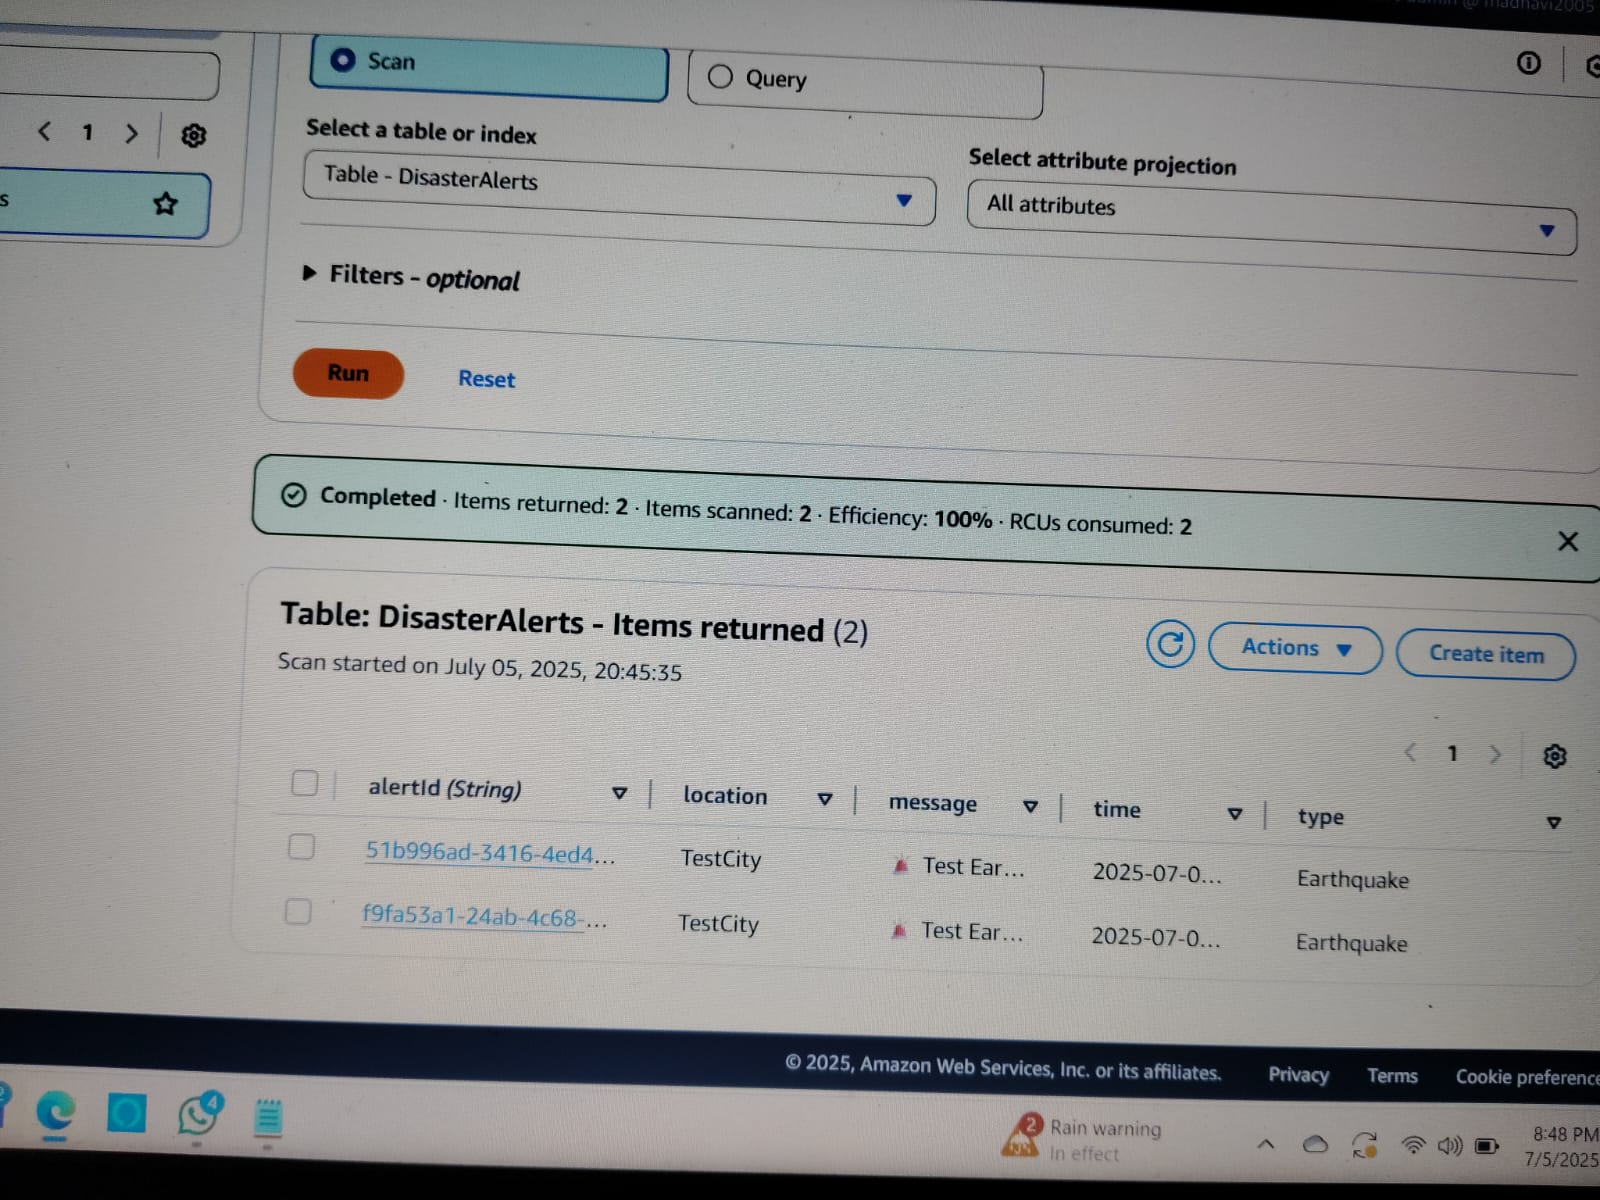 madhavi2005
Scan
Query
1
Select a table or index
Select attribute projection
Table - DisasterAlerts
All attributes
s
Filters - optional
Run
Reset
Completed · Items returned: 2 · Items scanned: 2 · Efficiency: 100% · RCUs consumed: 2
Table: DisasterAlerts - Items returned (2)
Scan started on July 05, 2025, 20:45:35
Actions
Create item
1
alertId (String) location message time type
51b996ad-3416-4ed4... TestCity Test Ear... 2025-07-0... Earthquake
f9fa53a1-24ab-4c68-... TestCity Test Ear... 2025-07-0... Earthquake
© 2025, Amazon Web Services, Inc. or its affiliates. Privacy Terms Cookie preference
4
2
Rain warning
In effect
8:48 PM
7/5/2025